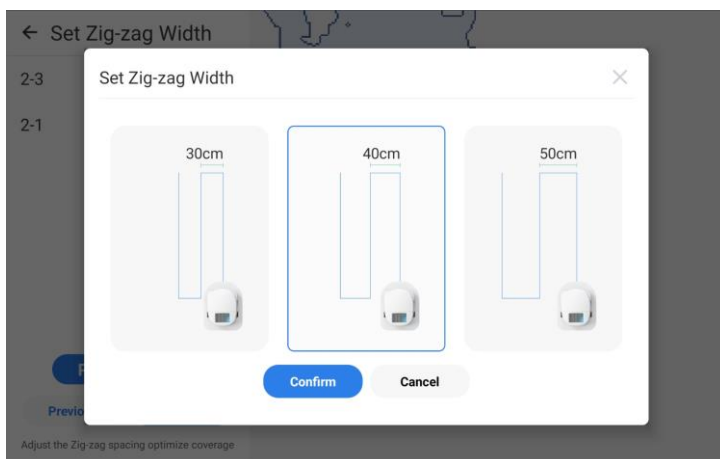 ← Set Zig-zag Width
2-3
2-1
Set Zig-zag Width
30cm
40cm
50cm
Confirm
Cancel
Previo
Adjust the Zig-zag spacing optimize coverage